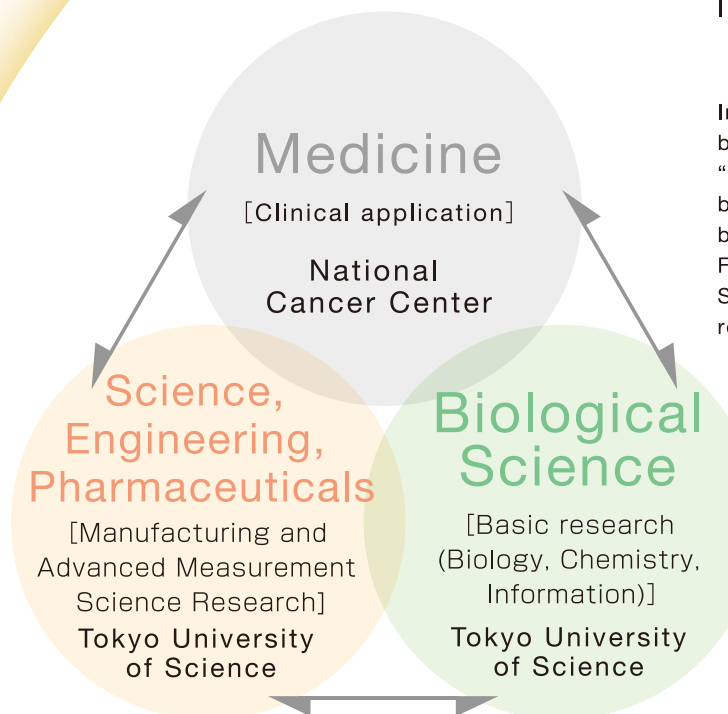 Medicine
[Clinical application]
National
Cancer Center
Science,
Engineering,
Pharmaceuticals
[Manufacturing and
Advanced Measurement
Science Research]
Tokyo University
of Science
Biological
Science
[Basic research
(Biology, Chemistry,
Information)]
Tokyo University
of Science